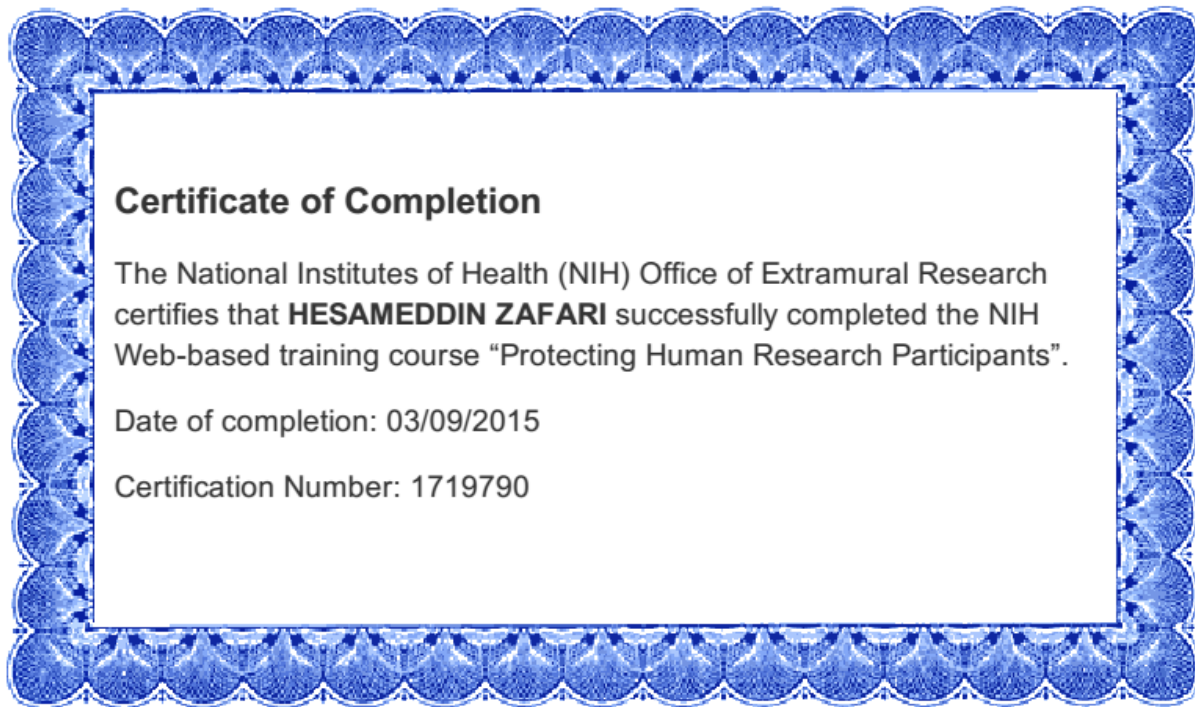 Certificate of Completion
The National Institutes of Health (NIH) Office of Extramural Research
certifies that HESAMEDDIN ZAFARI successfully completed the NIH
Web-based training course “Protecting Human Research Participants”.
Date of completion: 03/09/2015
Certification Number: 1719790